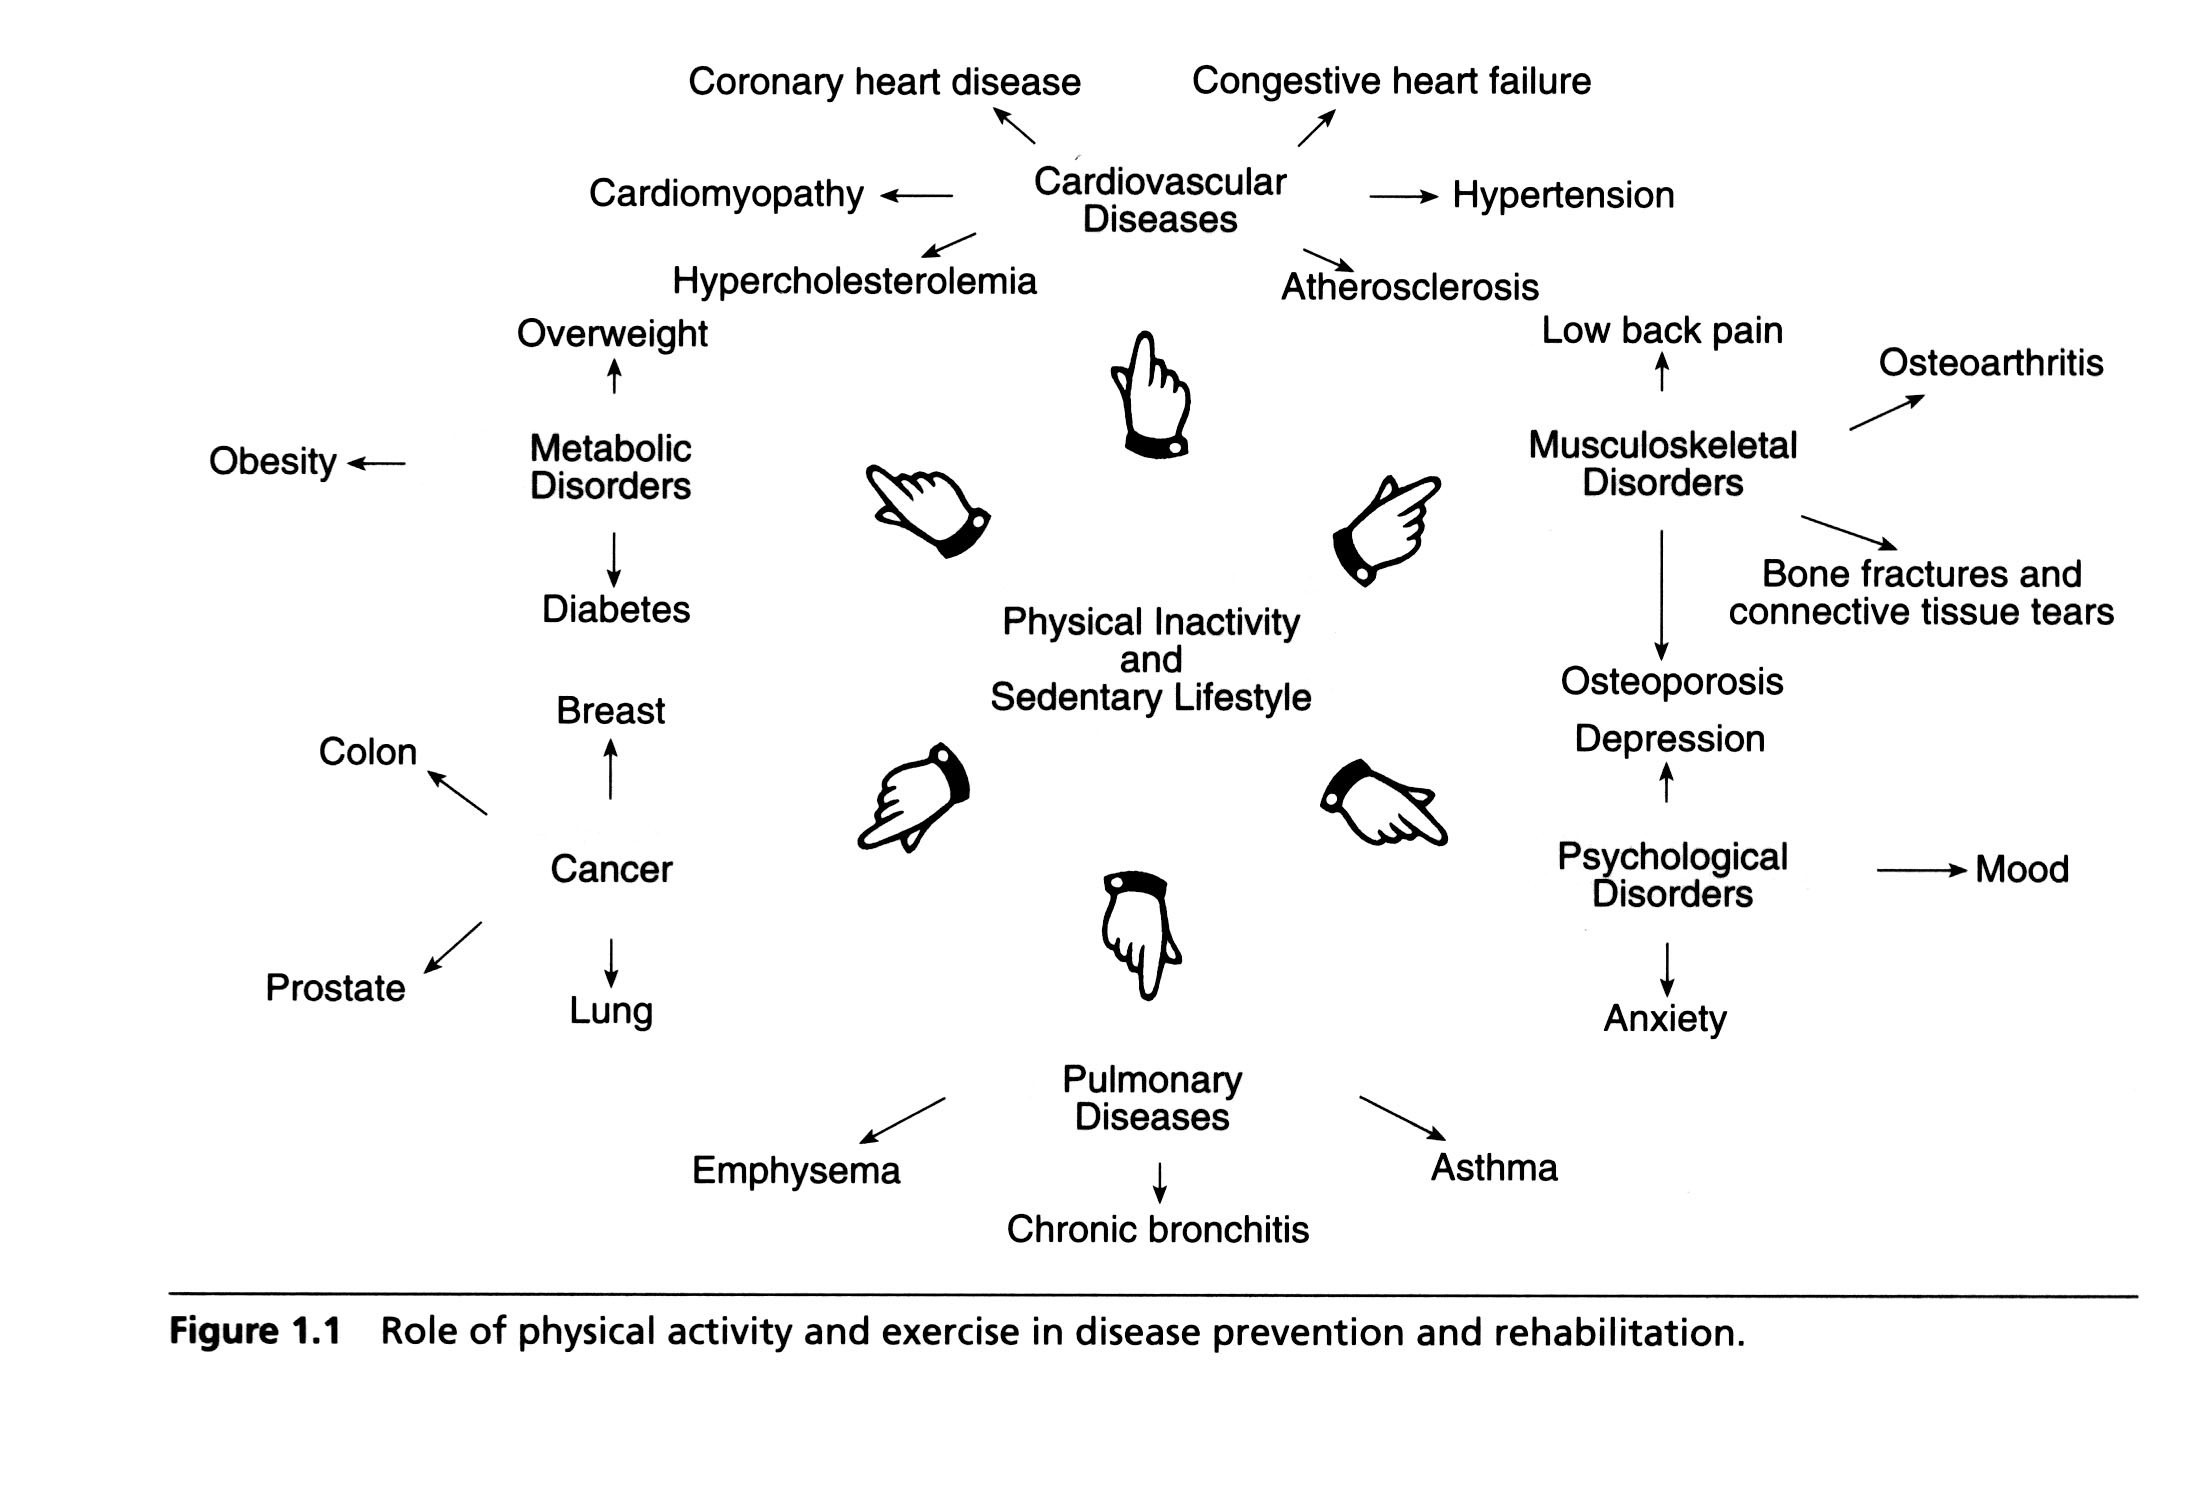 Coronary heart disease
Congestive heart failure
Cardiovascular
Diseases
Cardiomyopathy
Hypertension
Hypercholesterolemia
Atherosclerosis
Overweight
Metabolic
Disorders
Obesity
Diabetes
Low back pain
Osteoarthritis
Musculoskeletal
Disorders
Bone fractures and
connective tissue tears
Osteoporosis
Physical Inactivity
and
Sedentary Lifestyle
Breast
Colon
Cancer
Prostate
Lung
Depression
Psychological
Disorders
Mood
Anxiety
Pulmonary
Diseases
Emphysema
Asthma
Chronic bronchitis
Figure 1.1 Role of physical activity and exercise in disease prevention and rehabilitation.